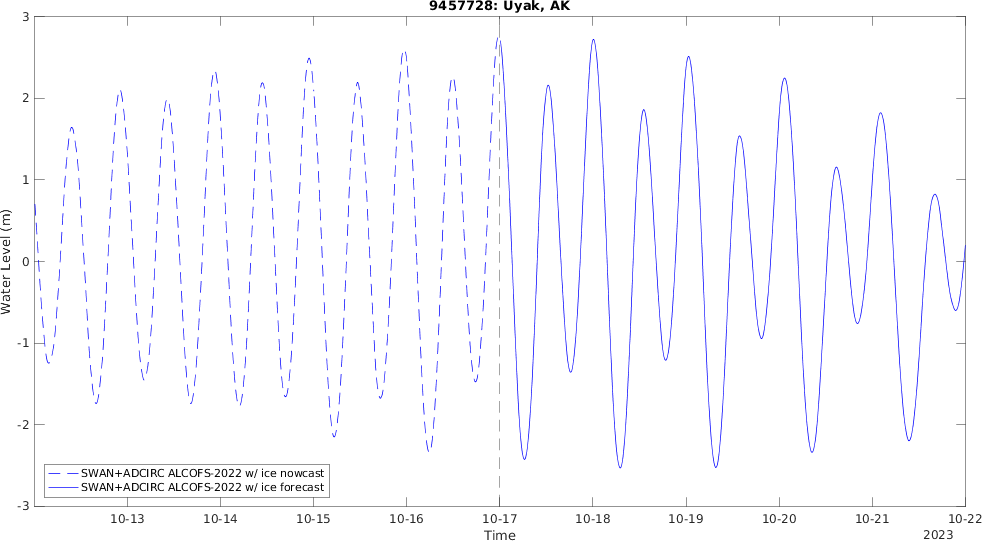 9457728: Uyak, AK
Water Level (m)
3
2
1
0
-1
-2
-3
SWAN+ADCIRC ALCOFS-2022 w/ ice nowcast
SWAN+ADCIRC ALCOFS-2022 w/ ice forecast
10-13 10-14 10-15 10-16 10-17 10-18 10-19 10-20 10-21 10-22
Time
2023